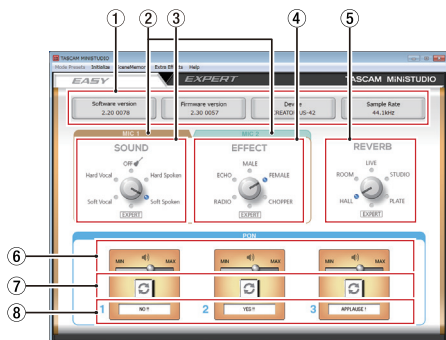 ① ② ③ ④ ⑤
TASCAM MINISTUDIO
Mode Presets Initialize SceneMemory Extra Effects Help
EASY EXPERT TASCAM MiNiSTUDIO
Software version
2.20 0078
Firmware version
2.30 0057
Device
CREATOR US-42
Sample Rate
44.1kHz
MIC 1 MIC 2
SOUND
OFF
Hard Vocal Hard Spoken
Soft Vocal Soft Spoken
EXPERT
EFFECT
MALE
ECHO FEMALE
RADIO CHOPPER
EXPERT
REVERB
LIVE
ROOM STUDIO
HALL PLATE
EXPERT
PON
⑥ MIN MAX MIN MAX MIN MAX
⑦
⑧ 1 NO !! 2 YES !! 3 APPLAUSE !